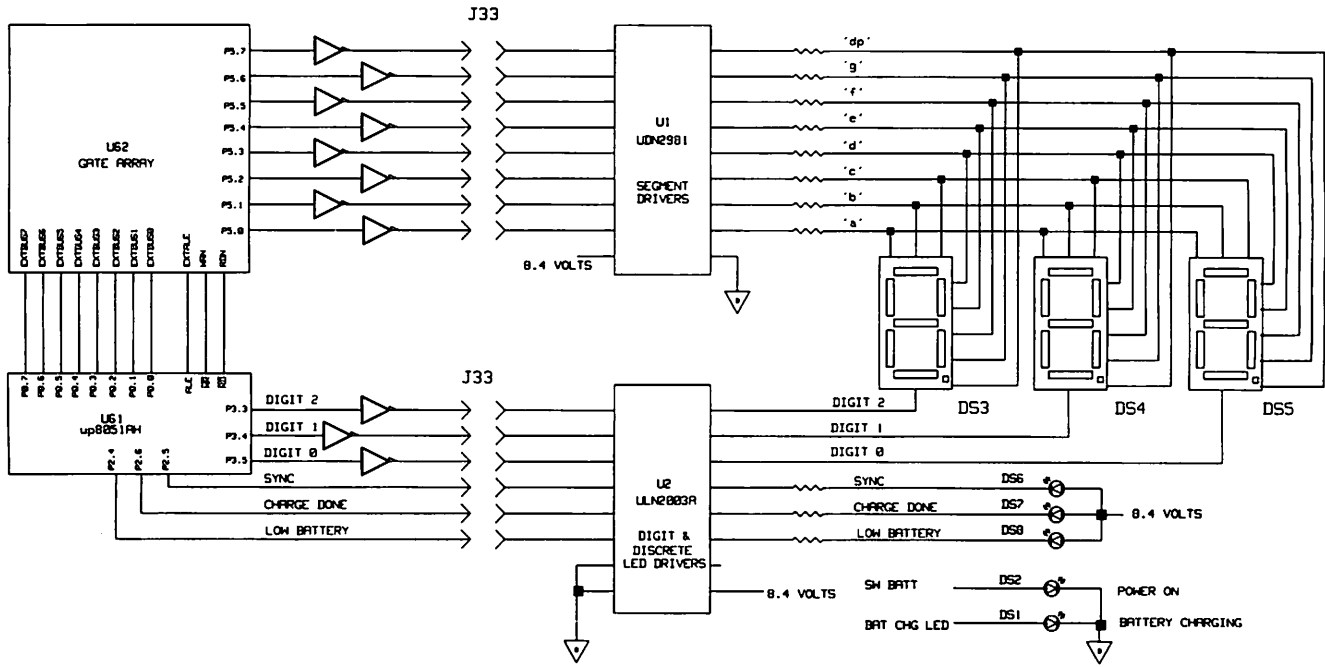 J33
P5.7
P5.6
P5.5
P5.4
P5.3
P5.2
P5.1
P5.0
U62
GATE ARRAY
EXTBUS7
EXTBUS6
EXTBUS5
EXTBUS4
EXTBUS3
EXTBUS2
EXTBUS1
EXTBUS0
EXTALE
WRN
RDN
U1
UDN2981
SEGMENT
DRIVERS
8.4 VOLTS
'dp'
'g'
'f'
'e'
'd'
'c'
'b'
'a'
D
DS3
DS4
DS5
P0.7
P0.6
P0.5
P0.4
P0.3
P0.2
P0.1
P0.0
ALE
WR
RD
U61
up8051AH
P2.4
P2.6
P2.5
P3.3
P3.4
P3.5
J33
DIGIT 2
DIGIT 1
DIGIT 0
SYNC
CHARGE DONE
LOW BATTERY
U2
ULN2003A
DIGIT &
DISCRETE
LED DRIVERS
D
8.4 VOLTS
DIGIT 2
DIGIT 1
DIGIT 0
SYNC DS6
CHARGE DONE DS7
LOW BATTERY DS8
8.4 VOLTS
SW BATT DS2 POWER ON
BAT CHG LED DS1 BATTERY CHARGING
D